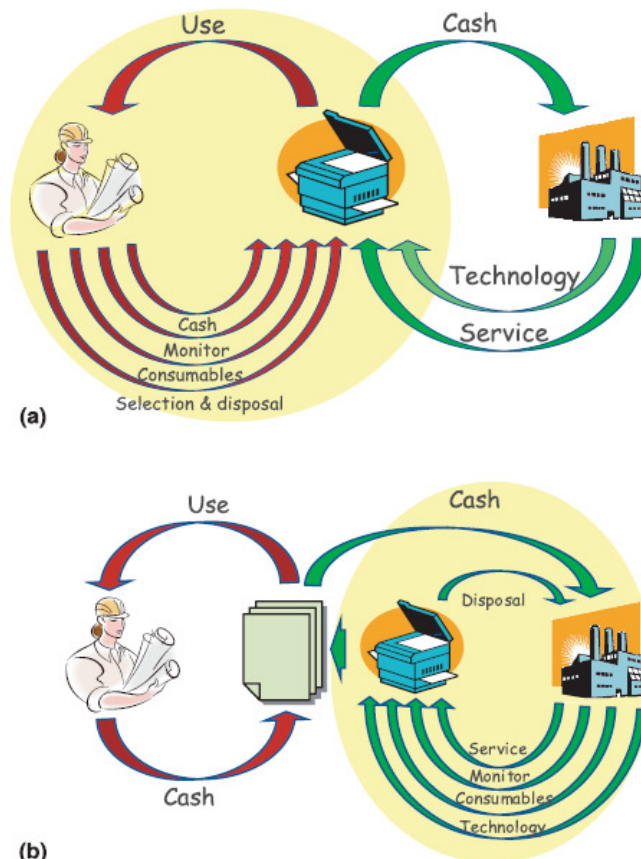 Use
Cash
Technology
Service
Cash
Monitor
Consumables
Selection & disposal
(a)
Use
Cash
Disposal
Service
Monitor
Consumables
Technology
Cash
(b)